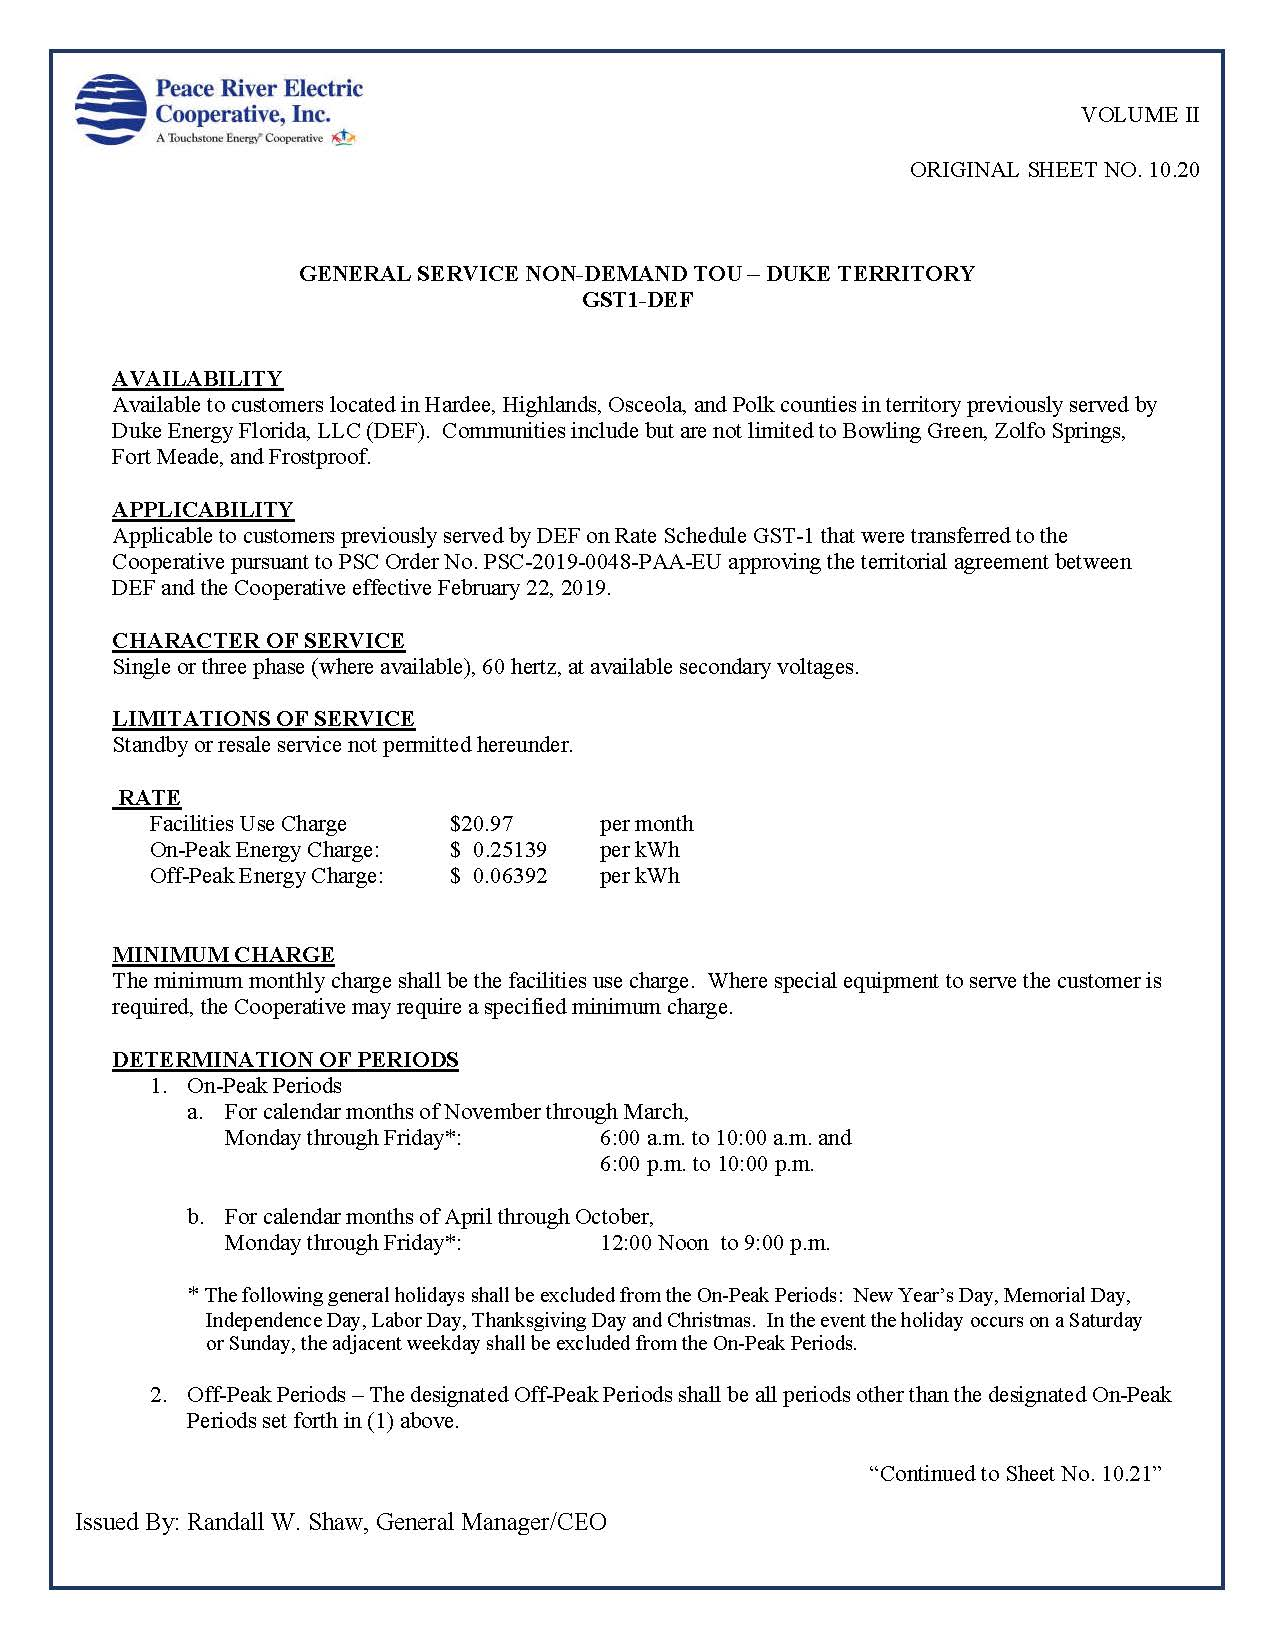 Peace River Electric
Cooperative, Inc.
A Touchstone Energy® Cooperative
VOLUME II
ORIGINAL SHEET NO. 10.20
GENERAL SERVICE NON-DEMAND TOU – DUKE TERRITORY
GST1-DEF
AVAILABILITY
Available to customers located in Hardee, Highlands, Osceola, and Polk counties in territory previously served by
Duke Energy Florida, LLC (DEF).  Communities include but are not limited to Bowling Green, Zolfo Springs,
Fort Meade, and Frostproof.
APPLICABILITY
Applicable to customers previously served by DEF on Rate Schedule GST-1 that were transferred to the
Cooperative pursuant to PSC Order No. PSC-2019-0048-PAA-EU approving the territorial agreement between
DEF and the Cooperative effective February 22, 2019.
CHARACTER OF SERVICE
Single or three phase (where available), 60 hertz, at available secondary voltages.
LIMITATIONS OF SERVICE
Standby or resale service not permitted hereunder.
RATE
Facilities Use Charge $20.97 per month
On-Peak Energy Charge: $ 0.25139 per kWh
Off-Peak Energy Charge: $ 0.06392 per kWh
MINIMUM CHARGE
The minimum monthly charge shall be the facilities use charge.  Where special equipment to serve the customer is
required, the Cooperative may require a specified minimum charge.
DETERMINATION OF PERIODS
1. On-Peak Periods
a. For calendar months of November through March,
Monday through Friday*: 6:00 a.m. to 10:00 a.m. and
6:00 p.m. to 10:00 p.m.
b. For calendar months of April through October,
Monday through Friday*: 12:00 Noon  to 9:00 p.m.
* The following general holidays shall be excluded from the On-Peak Periods:  New Year’s Day, Memorial Day,
Independence Day, Labor Day, Thanksgiving Day and Christmas.  In the event the holiday occurs on a Saturday
or Sunday, the adjacent weekday shall be excluded from the On-Peak Periods.
2. Off-Peak Periods – The designated Off-Peak Periods shall be all periods other than the designated On-Peak
Periods set forth in (1) above.
“Continued to Sheet No. 10.21”
Issued By: Randall W. Shaw, General Manager/CEO